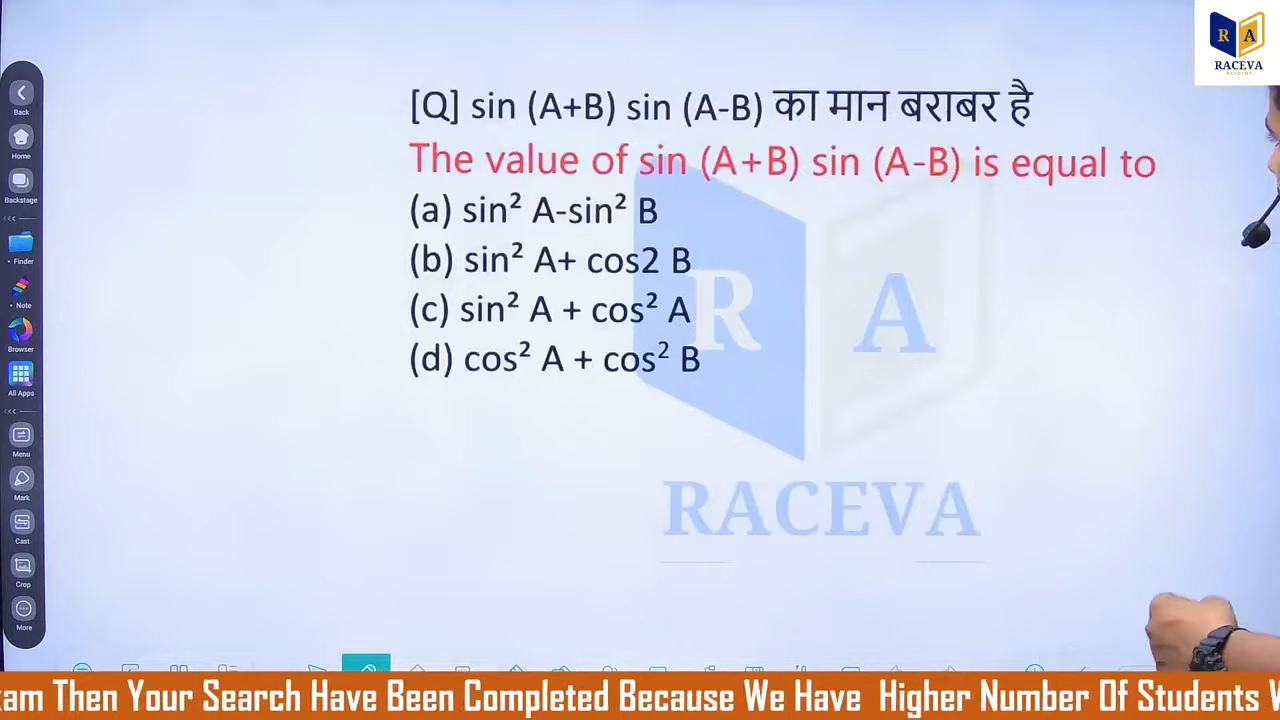 R A
RACEVA
ACADEMY
[Q] sin (A+B) sin (A-B) का मान बराबर है
The value of sin (A+B) sin (A-B) is equal to
(a) sin² A-sin² B
(b) sin² A+ cos2 B
(c) sin² A + cos² A
(d) cos² A + cos² B
R A
RACEVA
Back
Home
Backstage
Finder
Note
Browser
All Apps
Menu
Mark
Cast
Crop
More
am Then Your Search Have Been Completed Because We Have Higher Number Of Students